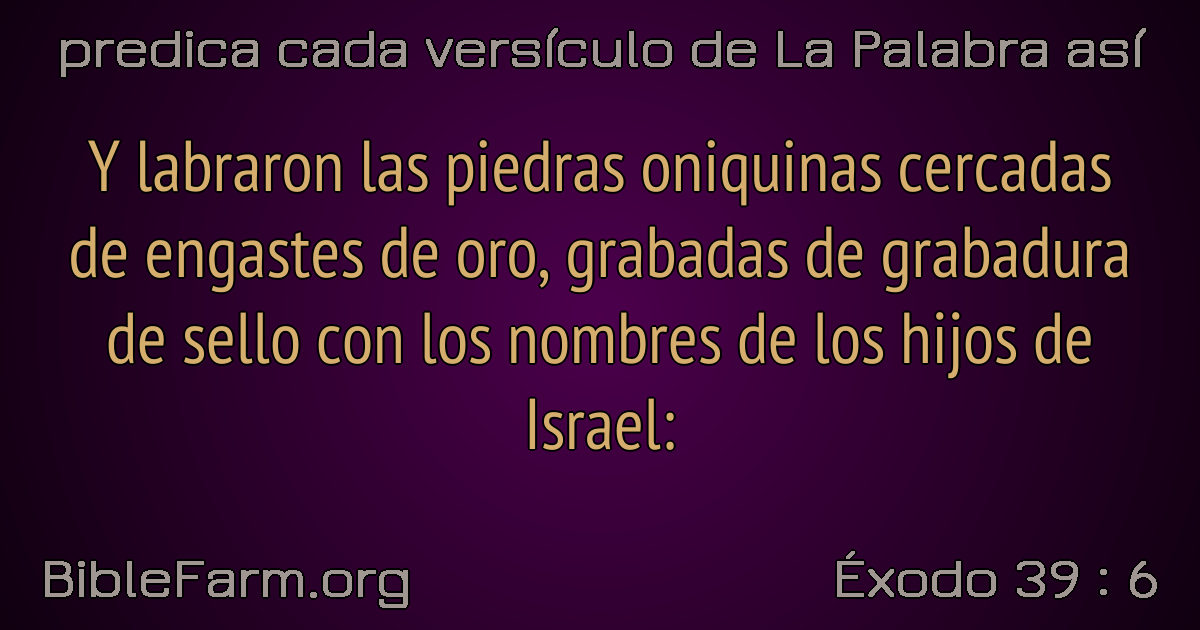 predica cada versículo de La Palabra así
Y labraron las piedras oniquinas cercadas
de engastes de oro, grabadas de grabadura
de sello con los nombres de los hijos de
Israel:
BibleFarm.org
Éxodo 39 : 6